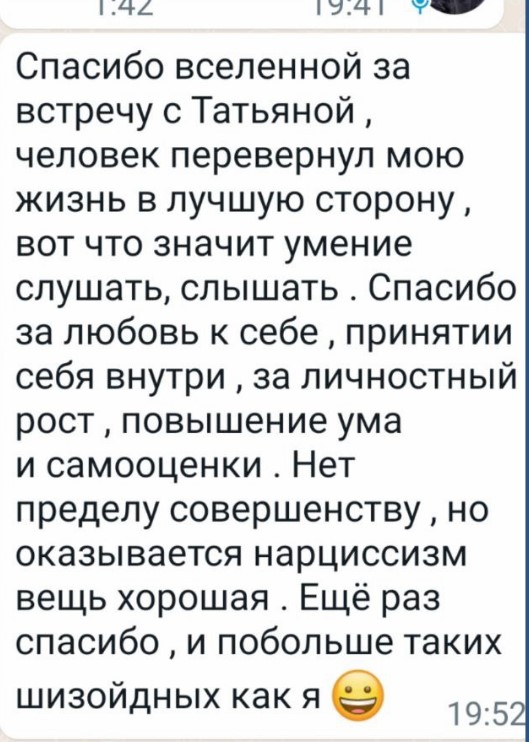 1:42 19:41
Спасибо вселенной за
встречу с Татьяной ,
человек перевернул мою
жизнь в лучшую сторону ,
вот что значит умение
слушать, слышать . Спасибо
за любовь к себе , принятии
себя внутри , за личностный
рост , повышение ума
и самооценки . Нет
пределу совершенству , но
оказывается нарциссизм
вещь хорошая . Ещё раз
спасибо , и побольше таких
шизойдных как я 😀
19:52